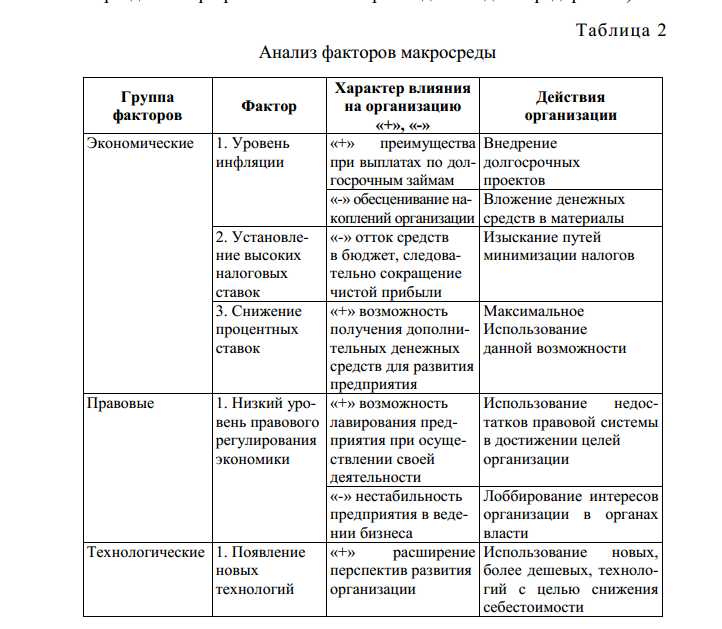 Таблица 2
Анализ факторов макросреды
Группа
факторов
Фактор
Характер влияния
на организацию
«+», «-»
Действия
организации
Экономические
1. Уровень
инфляции
«+» преимущества
при выплатах по дол-
госрочным займам
Внедрение
долгосрочных
проектов
«-» обесценивание на-
коплений организации
Вложение денежных
средств в материалы
2. Установле-
ние высоких
налоговых
ставок
«-» отток средств
в бюджет, следова-
тельно сокращение
чистой прибыли
Изыскание путей
минимизации налогов
3. Снижение
процентных
ставок
«+» возможность
получения дополни-
тельных денежных
средств для развития
предприятия
Максимальное
Использование
данной возможности
Правовые
1. Низкий уро-
вень правового
регулирования
экономики
«+» возможность
лавирования пред-
приятия при осуще-
ствлении своей
деятельности
Использование недос-
татков правовой системы
в достижении целей
организации
«-» нестабильность
предприятия в веде-
нии бизнеса
Лоббирование интересов
организации в органах
власти
Технологические
1. Появление
новых
технологий
«+» расширение
перспектив развития
организации
Использование новых,
более дешевых, техноло-
гий с целью снижения
себестоимости